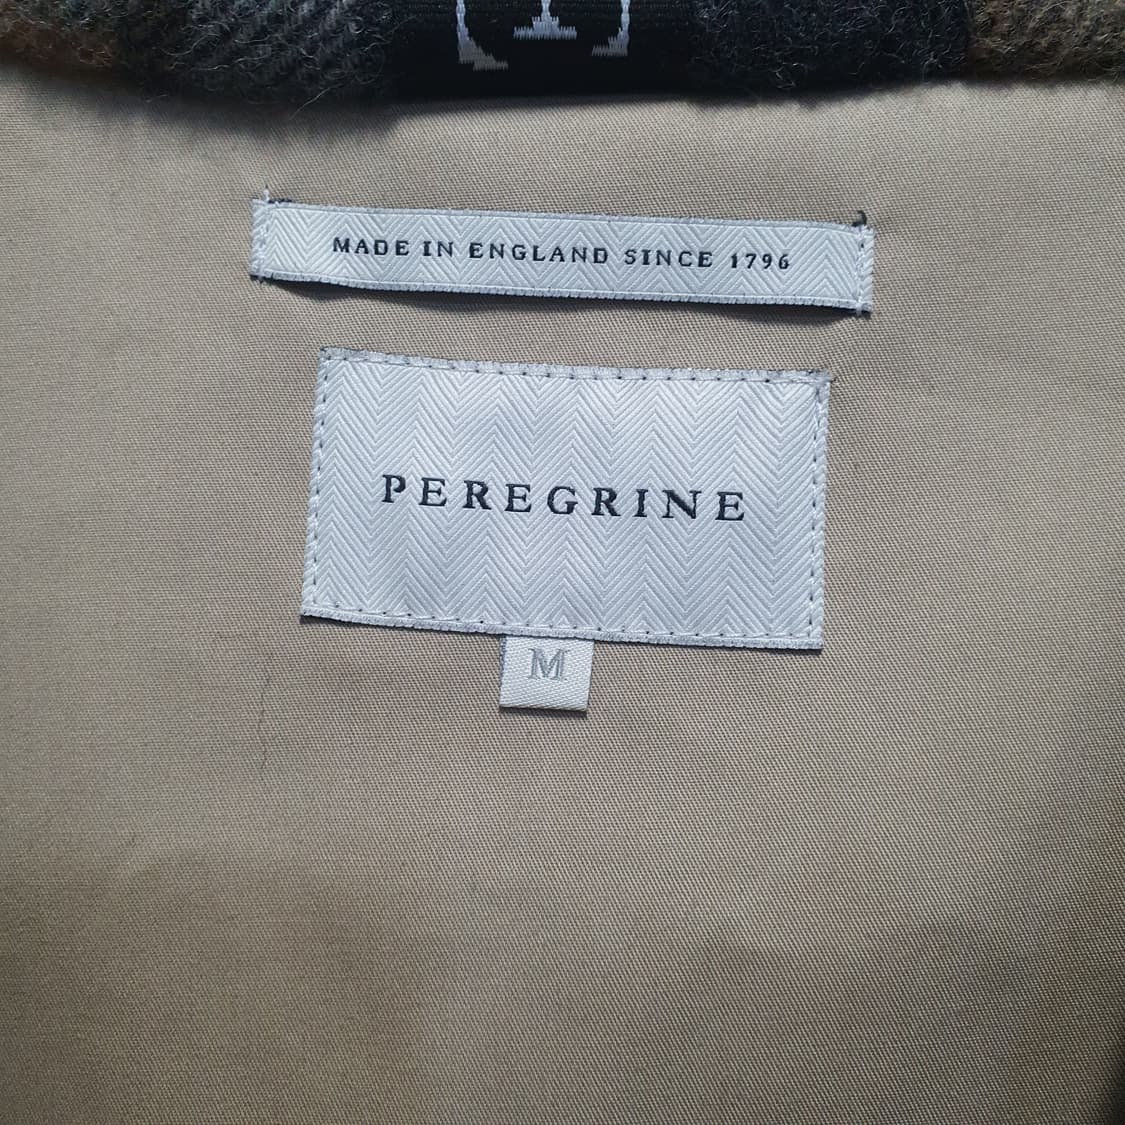 MADE IN ENGLAND SINCE 1796
PEREGRINE
M